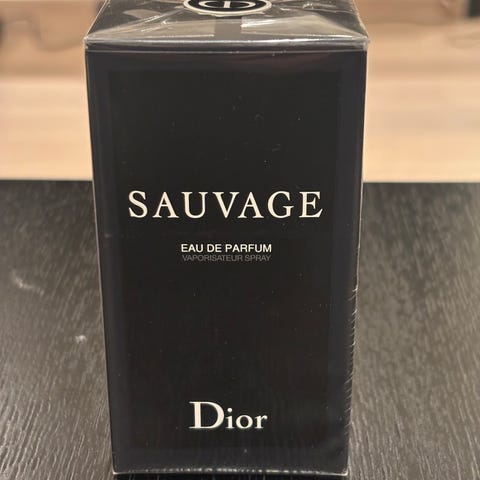 SAUVAGE
EAU DE PARFUM
VAPORISATEUR SPRAY
Dior